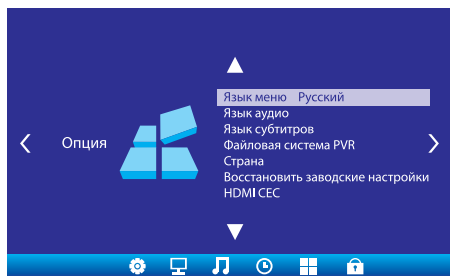 Опция
Язык меню Русский
Язык аудио
Язык субтитров
Файловая система PVR
Страна
Восстановить заводские настройки
HDMI CEC